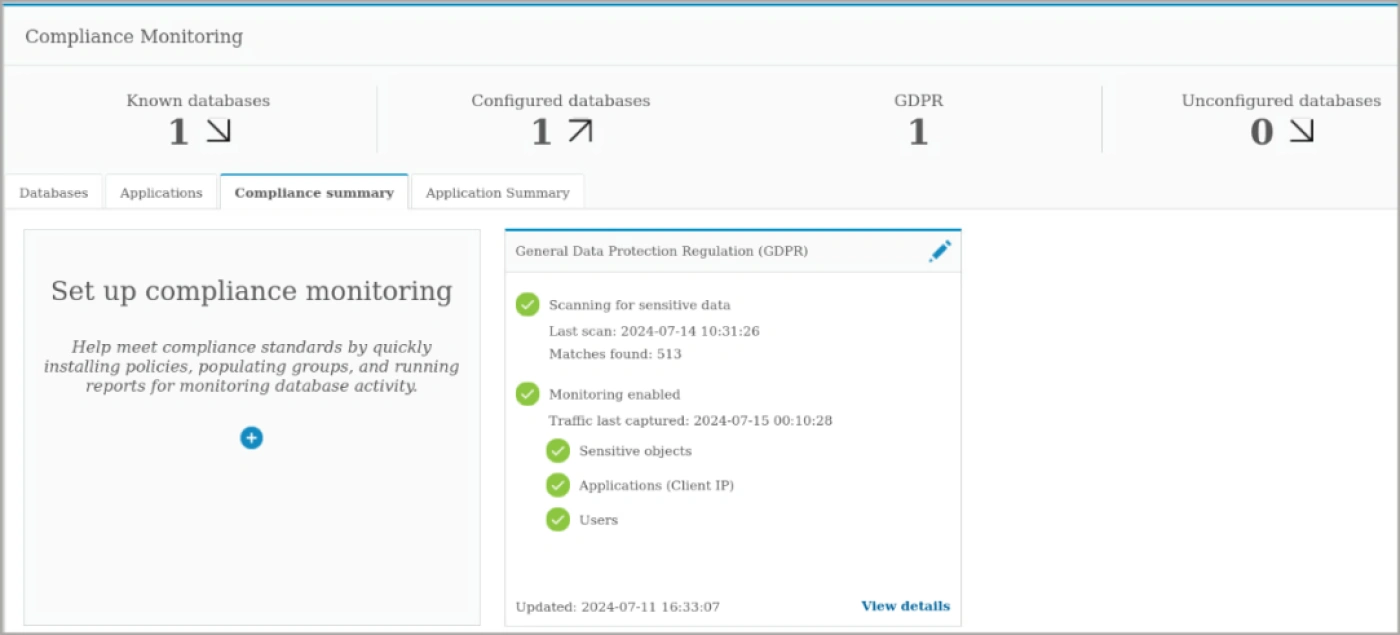 Compliance Monitoring
Known databases
1
Configured databases
1
GDPR
1
Unconfigured databases
0
Databases
Applications
Compliance summary
Application Summary
Set up compliance monitoring
Help meet compliance standards by quickly
installing policies, populating groups, and running
reports for monitoring database activity.
General Data Protection Regulation (GDPR)
Scanning for sensitive data
Last scan: 2024-07-14 10:31:26
Matches found: 513
Monitoring enabled
Traffic last captured: 2024-07-15 00:10:28
Sensitive objects
Applications (Client IP)
Users
Updated: 2024-07-11 16:33:07
View details